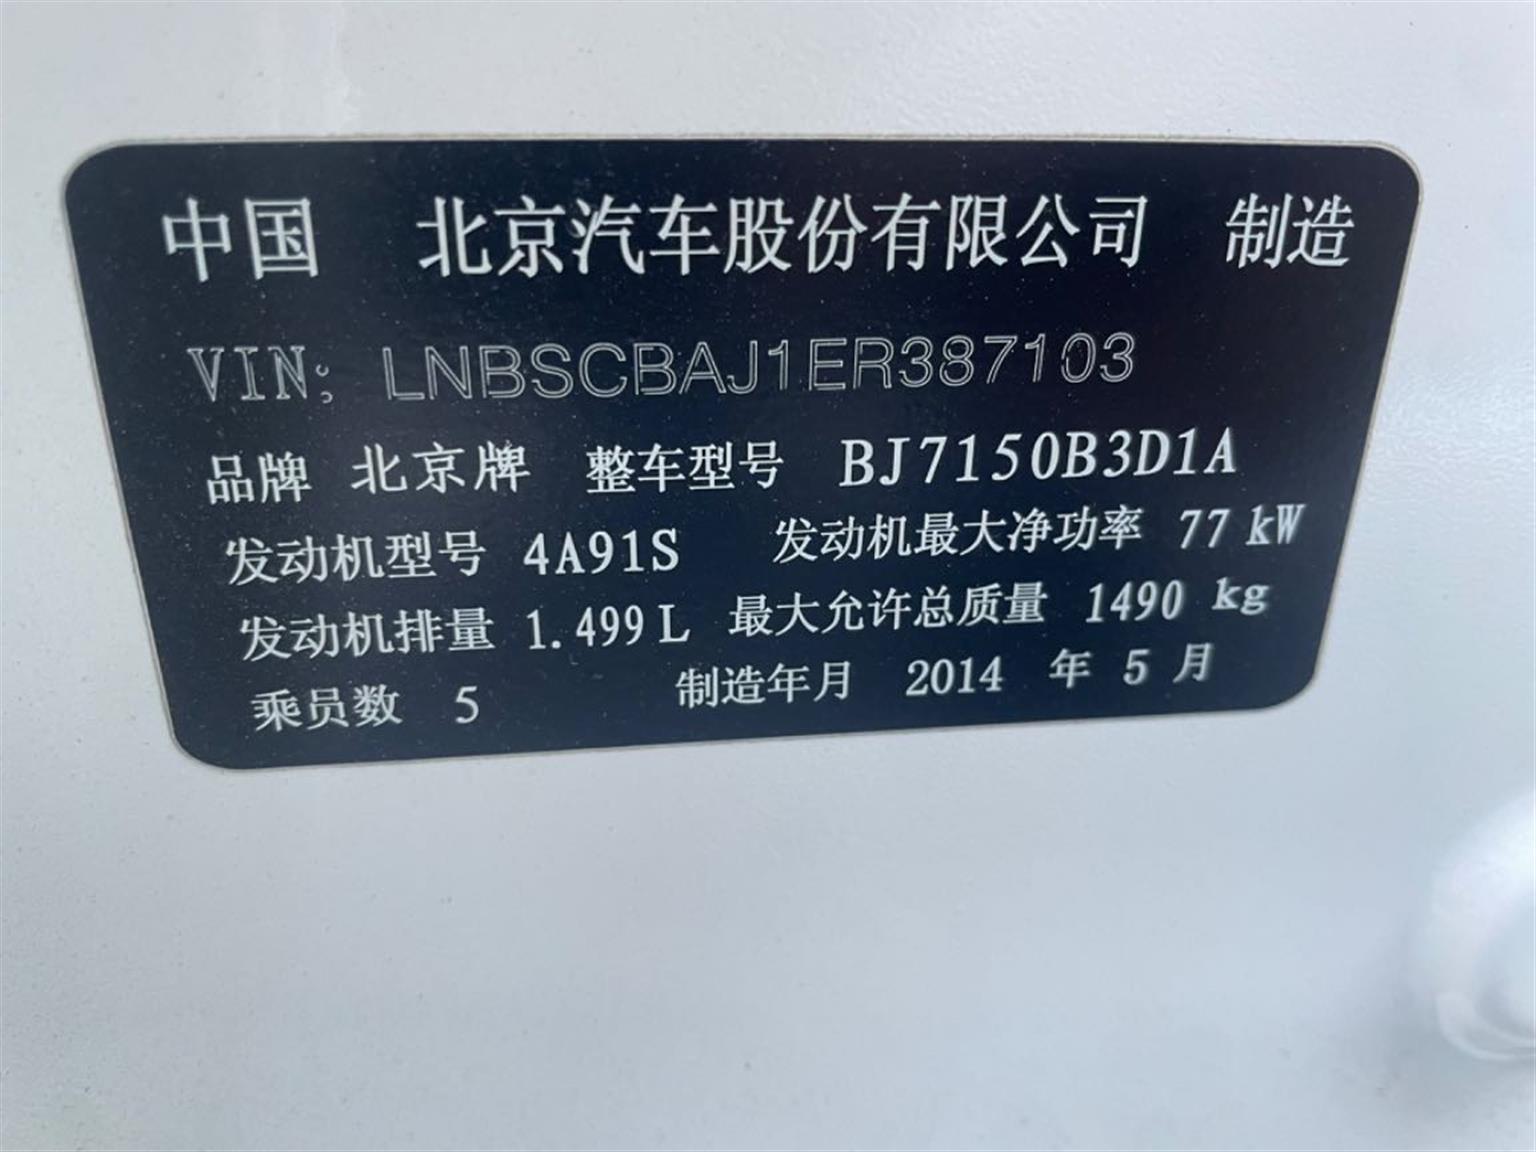 中国 北京汽车股份有限公司 制造
VIN: LNBSCBAJ1ER387103
品牌 北京牌 整车型号 BJ7150B3D1A
发动机型号 4A91S 发动机最大净功率 77 kW
发动机排量 1.499 L 最大允许总质量 1490 kg
乘员数 5 制造年月 2014 年 5 月